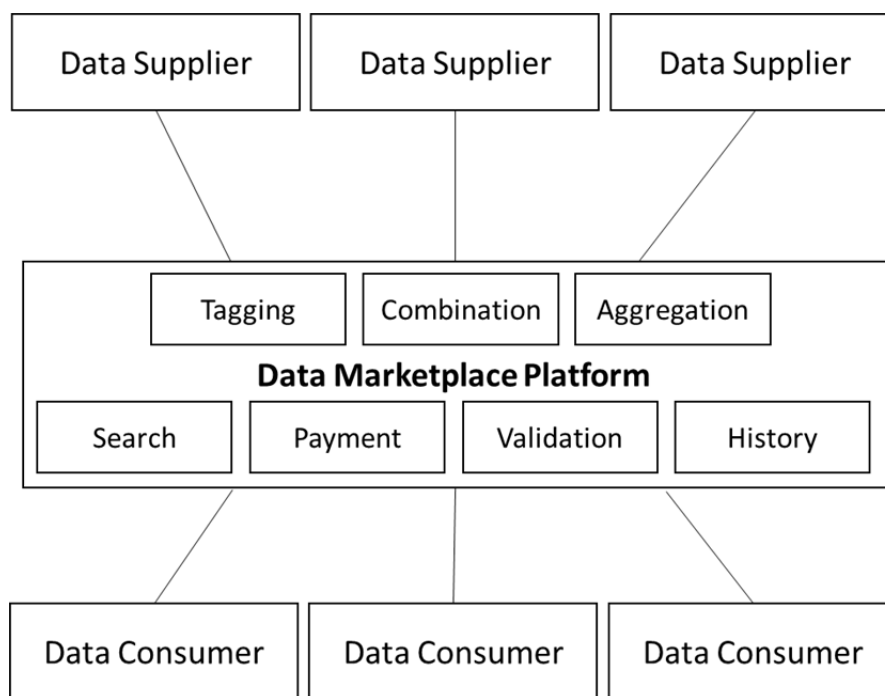 Data Supplier
Data Supplier
Data Supplier
Tagging
Combination
Aggregation
Data Marketplace Platform
Search
Payment
Validation
History
Data Consumer
Data Consumer
Data Consumer